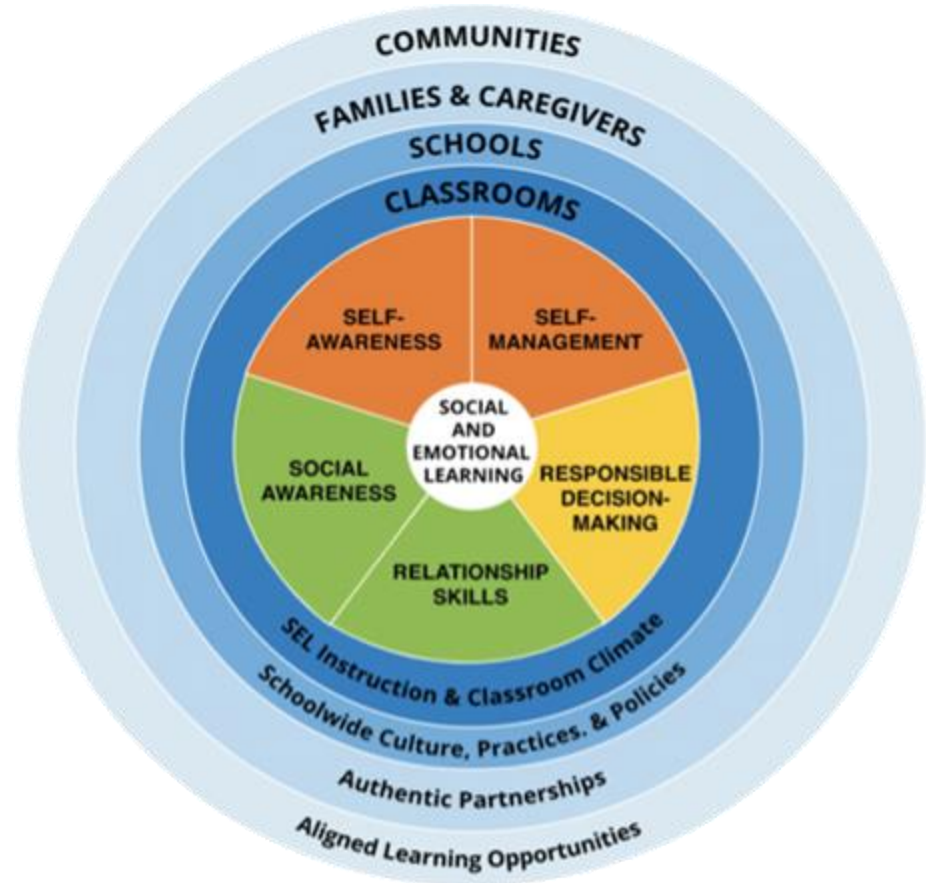 COMMUNITIES
FAMILIES & CAREGIVERS
SCHOOLS
CLASSROOMS
SELF-
AWARENESS
SELF-
MANAGEMENT
SOCIAL
AND
EMOTIONAL
LEARNING
SOCIAL
AWARENESS
RESPONSIBLE
DECISION-
MAKING
RELATIONSHIP
SKILLS
SEL Instruction & Classroom Climate
Schoolwide Culture, Practices, & Policies
Authentic Partnerships
Aligned Learning Opportunities